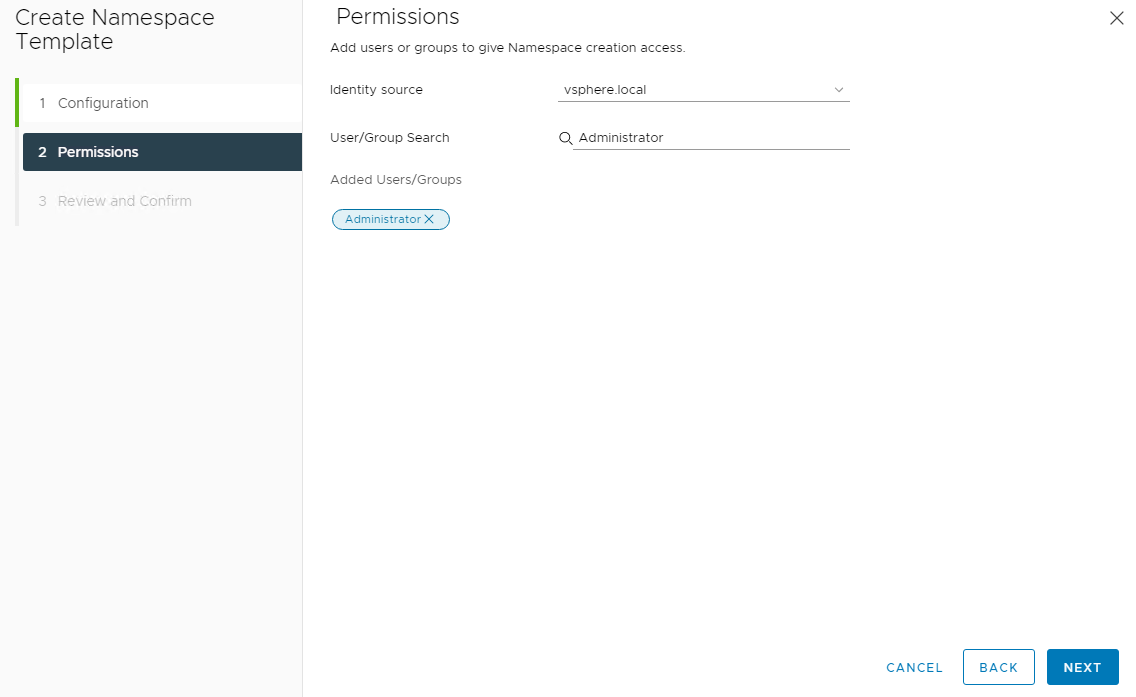 Create Namespace
Template
1 Configuration
2 Permissions
3 Review and Confirm
Permissions
Add users or groups to give Namespace creation access.
Identity source
vsphere.local
User/Group Search
Administrator
Added Users/Groups
Administrator
CANCEL
BACK
NEXT